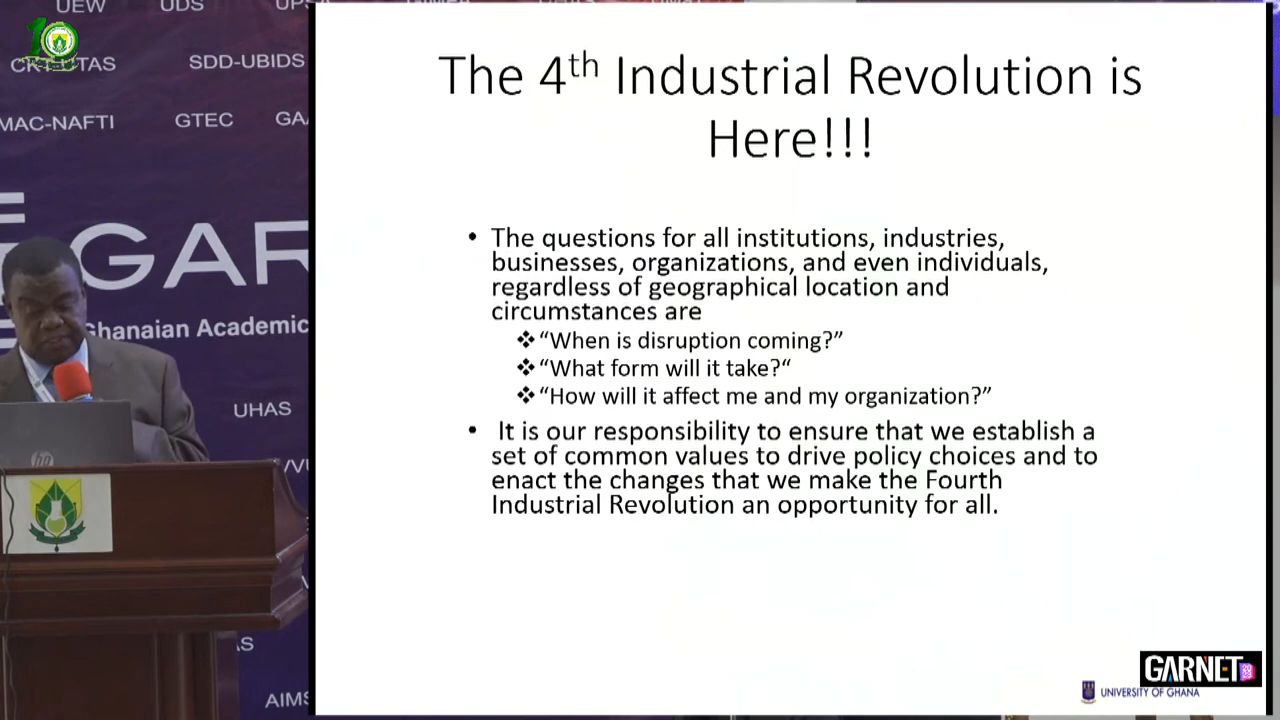 UEW UDS
SDD-UBIDS
MAC-NAFTI GTEC
GAR
Ghanaian Academic
UHAS
AIMS
hp
The 4th Industrial Revolution is
Here!!!
• The questions for all institutions, industries,
businesses, organizations, and even individuals,
regardless of geographical location and
circumstances are
❖ “When is disruption coming?”
❖ “What form will it take?“
❖ “How will it affect me and my organization?”
• It is our responsibility to ensure that we establish a
set of common values to drive policy choices and to
enact the changes that we make the Fourth
Industrial Revolution an opportunity for all.
GARNET
UNIVERSITY OF GHANA